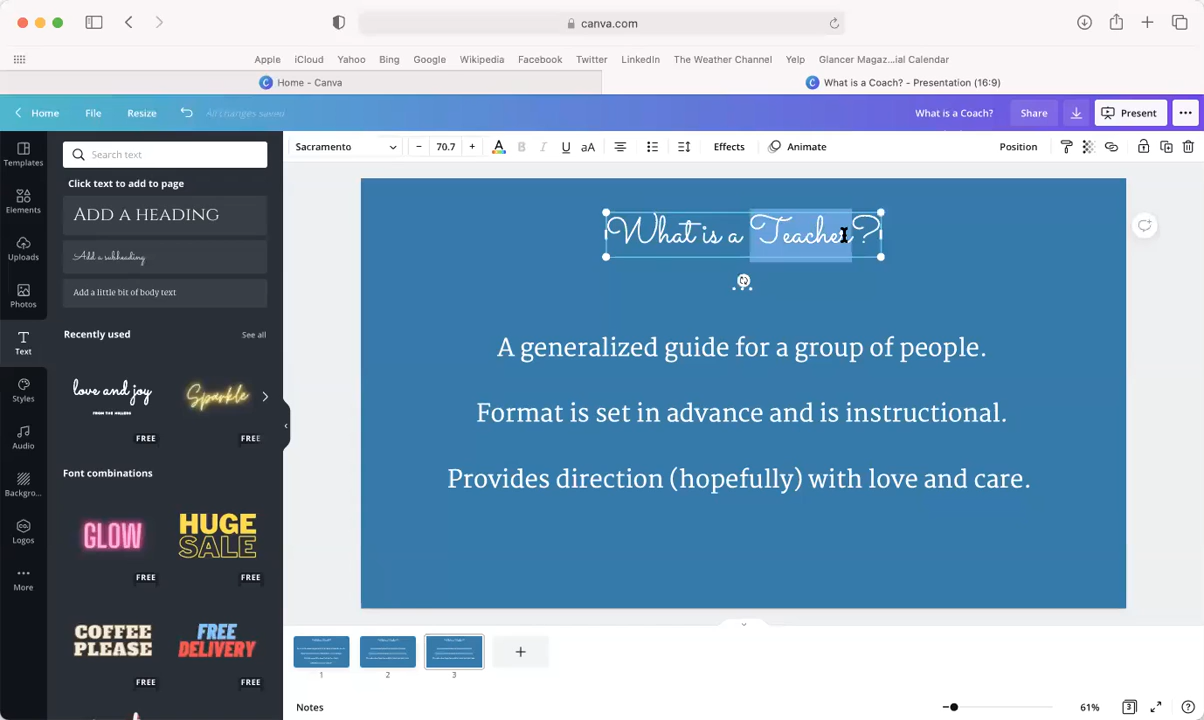 canva.com
Apple iCloud Yahoo Bing Google Wikipedia Facebook Twitter LinkedIn The Weather Channel Yelp Glancer Magaz...ial Calendar
Home - Canva
What is a Coach? - Presentation (16:9)
Home File Resize All changes saved What is a Coach? Share Present
Templates
Elements
Uploads
Photos
Text
Styles
Audio
Backgro...
Logos
More
Search text
Click text to add to page
ADD A HEADING
Add a subheading
Add a little bit of body text
Recently used See all
love and joy
Sparkle
FREE FREE
Font combinations
GLOW
HUGE SALE
FREE FREE
COFFEE PLEASE
FREE DELIVERY
FREE FREE
Sacramento 70.7 A B I U aA Effects Animate Position
What is a Teacher?
A generalized guide for a group of people.
Format is set in advance and is instructional.
Provides direction (hopefully) with love and care.
1 2 3
Notes 61% 3